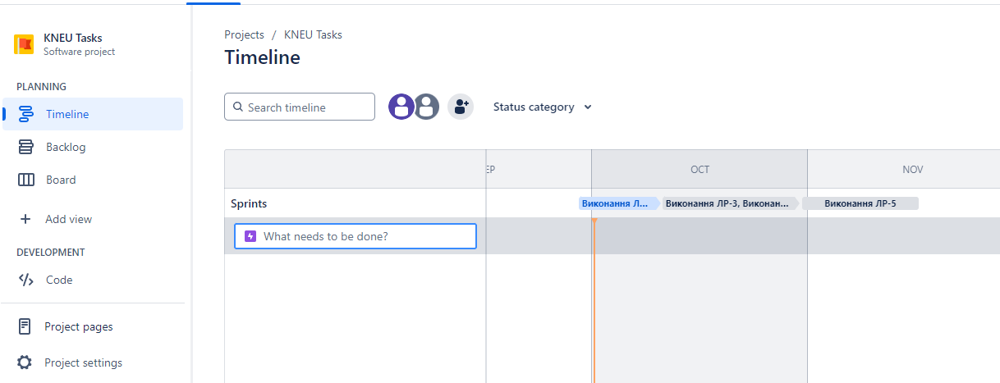 KNEU Tasks
Software project
PLANNING
Timeline
Backlog
Board
Add view
DEVELOPMENT
Code
Project pages
Project settings
Projects / KNEU Tasks
Timeline
Search timeline
Status category
EP OCT NOV
Sprints
Виконання Л... Виконання ЛР-3, Виконан... Виконання ЛР-5
What needs to be done?